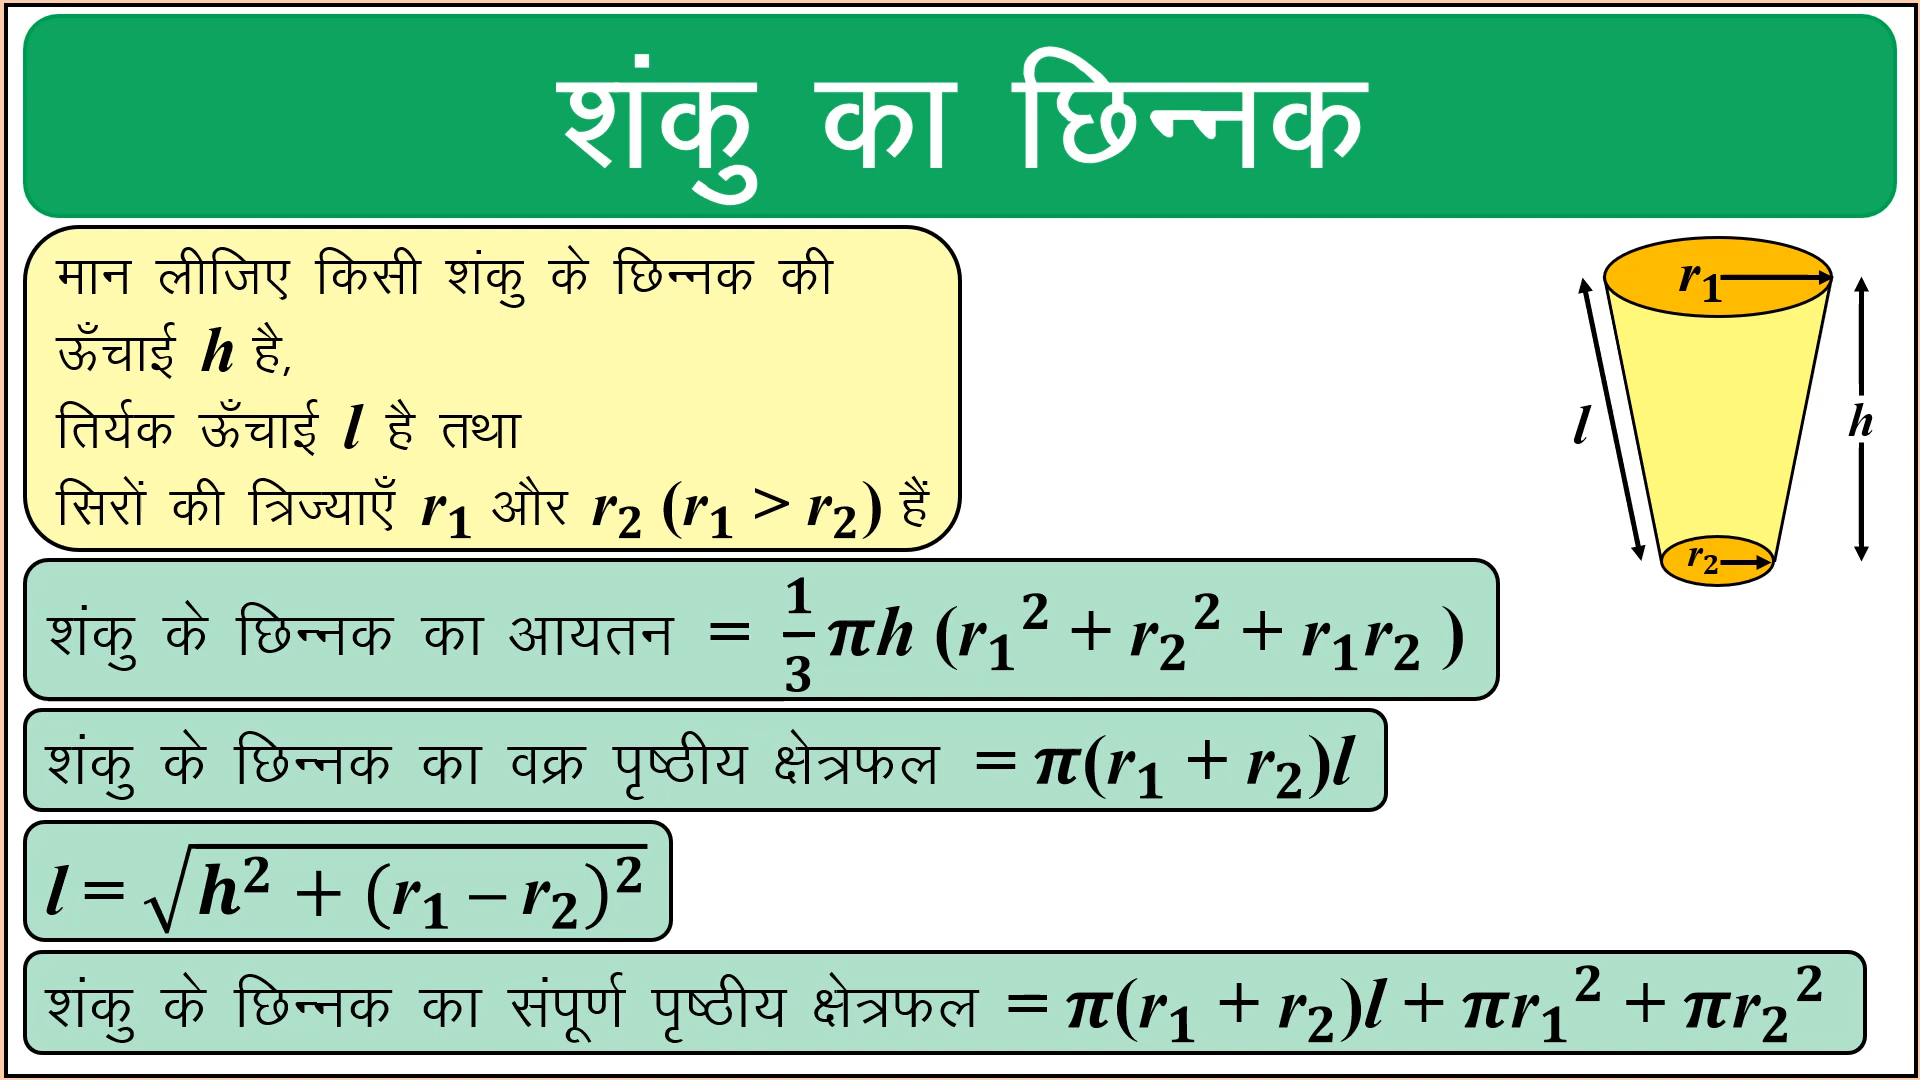 शंकु का छिन्नक
मान लीजिए किसी शंकु के छिन्नक की
ऊँचाई h है,
तिर्यक ऊँचाई l है तथा
सिरों की त्रिज्याएँ r₁ और r₂ (r₁ > r₂) हैं
r₁
l
h
r₂
शंकु के छिन्नक का आयतन = 1/3 πh (r₁² + r₂² + r₁r₂ )
शंकु के छिन्नक का वक्र पृष्ठीय क्षेत्रफल = π(r₁ + r₂)l
l = √h² + (r₁ – r₂)²
शंकु के छिन्नक का संपूर्ण पृष्ठीय क्षेत्रफल = π(r₁ + r₂)l + πr₁² + πr₂²